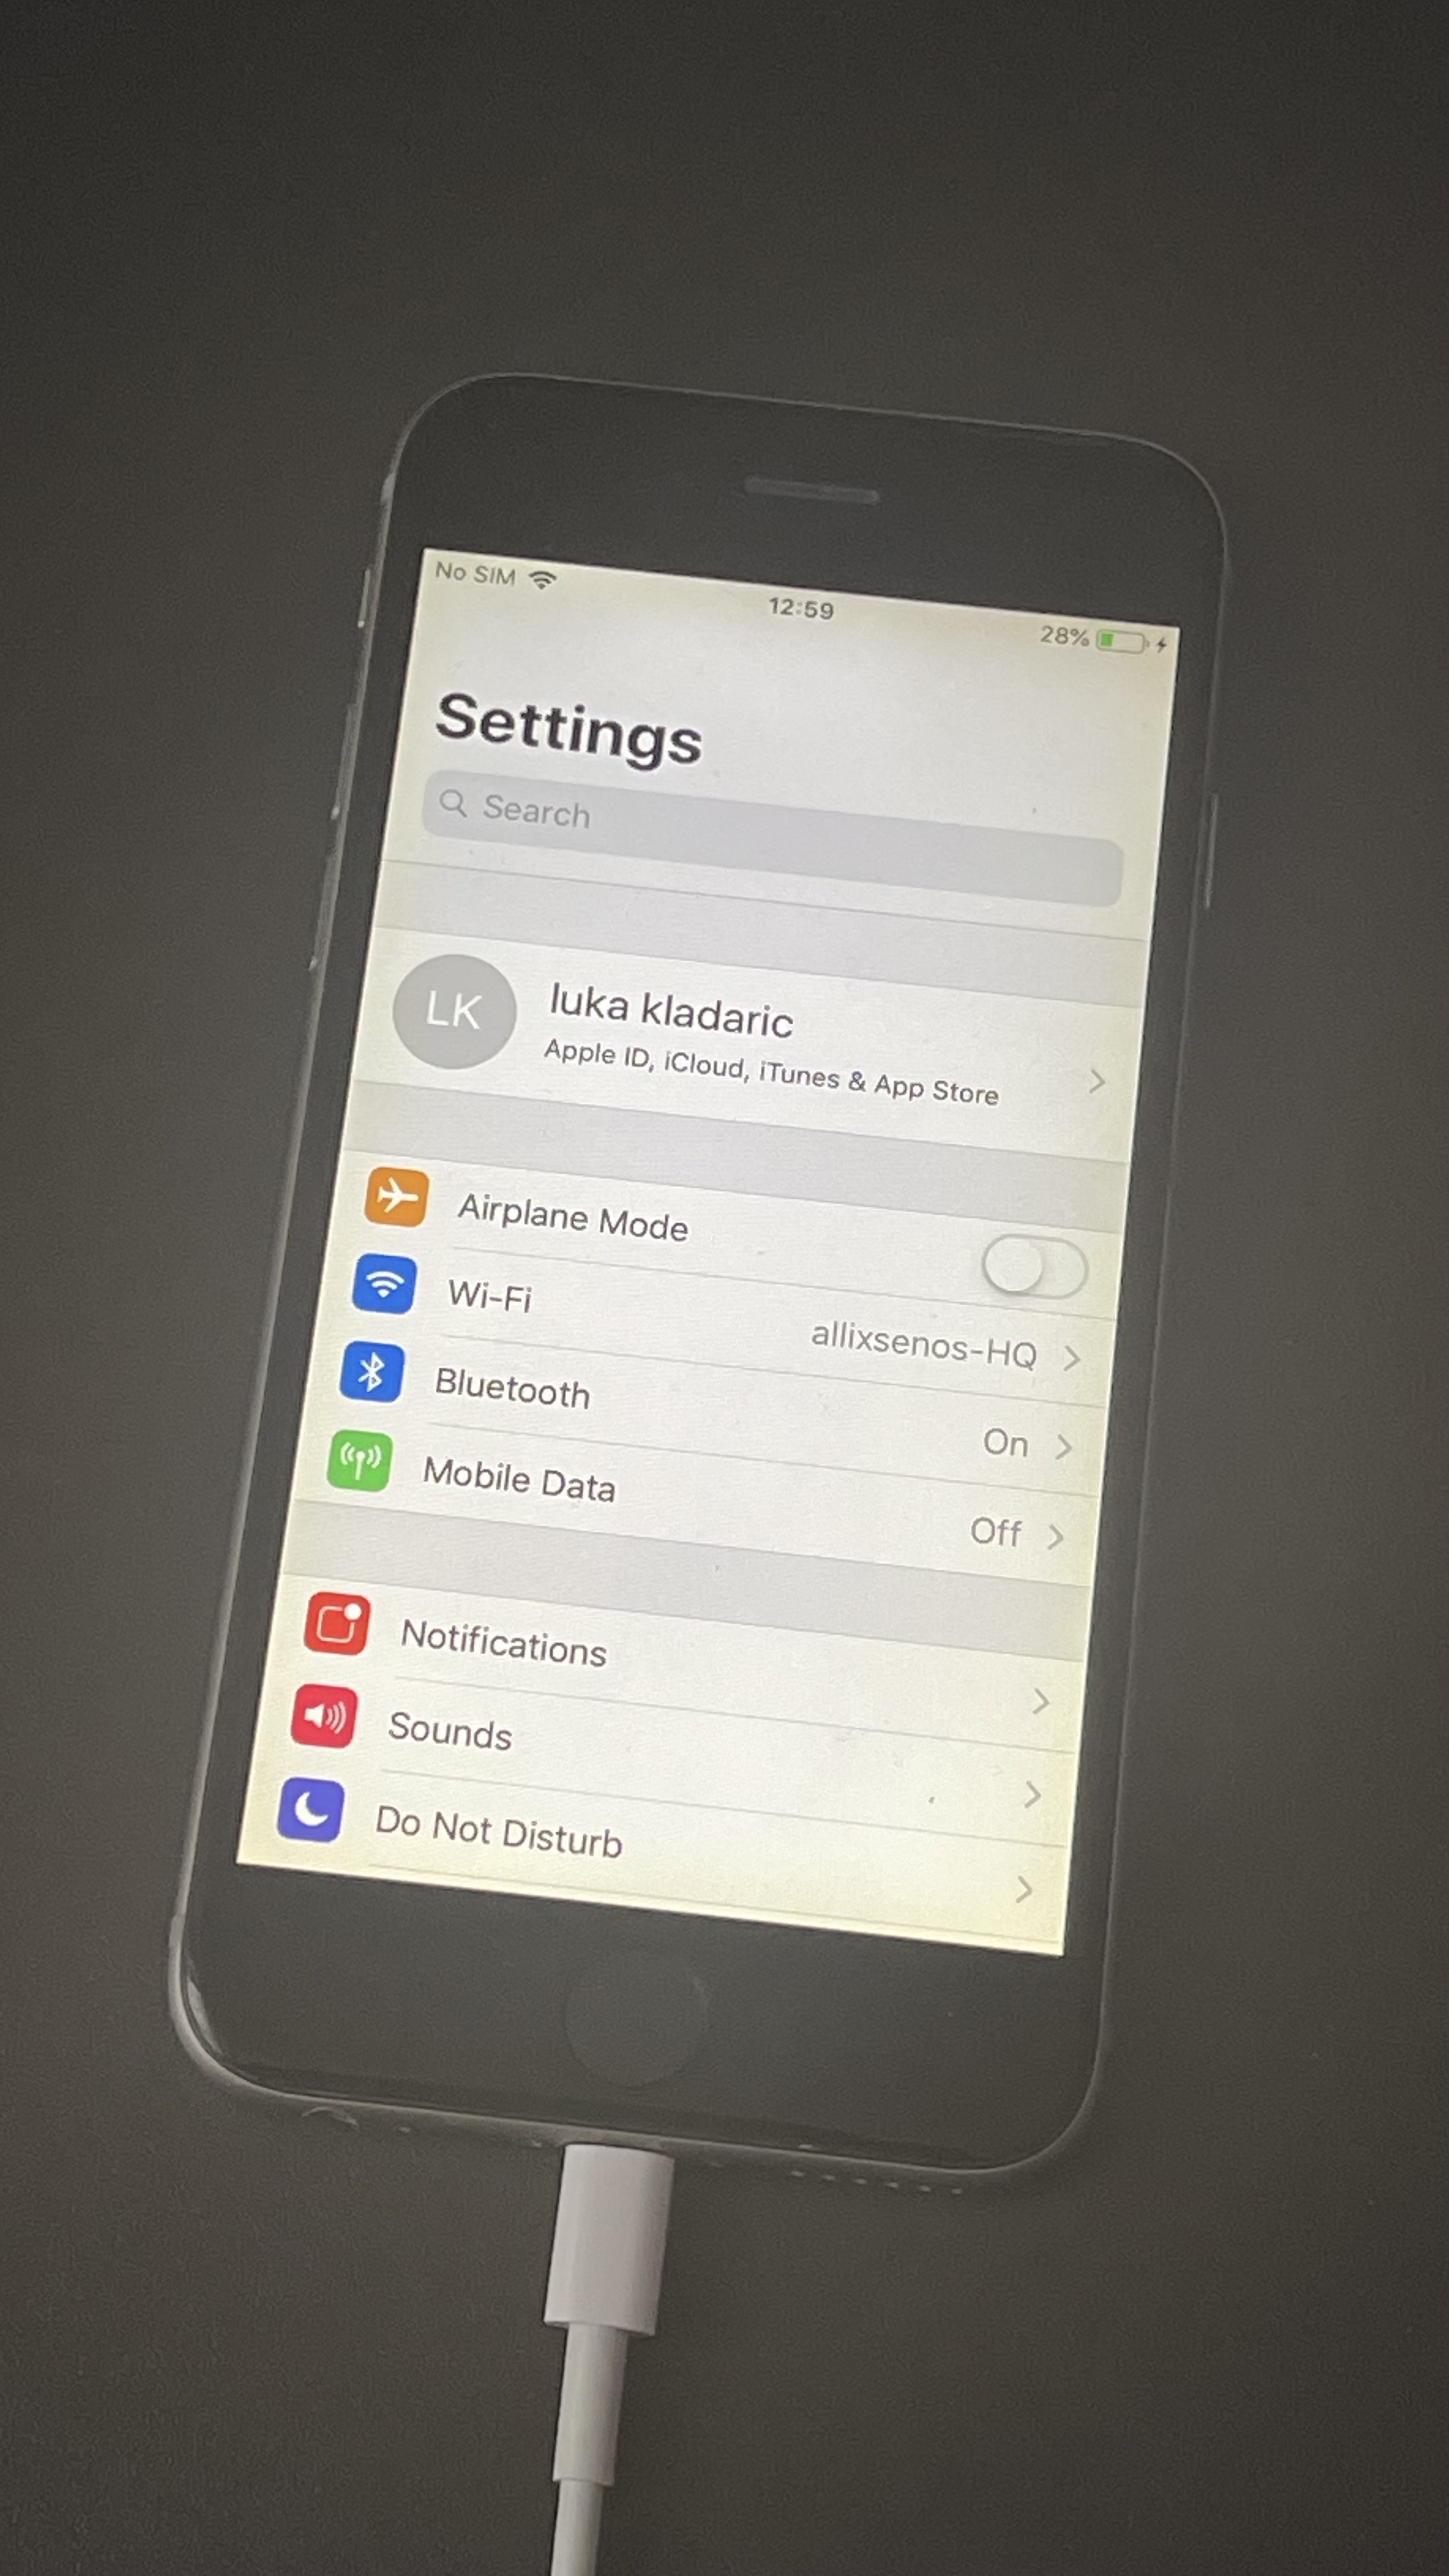 No SIM
12:59
28%
Settings
Search
LK
luka kladaric
Apple ID, iCloud, iTunes & App Store
Airplane Mode
Wi-Fi allixsenos-HQ
Bluetooth On
Mobile Data Off
Notifications
Sounds
Do Not Disturb